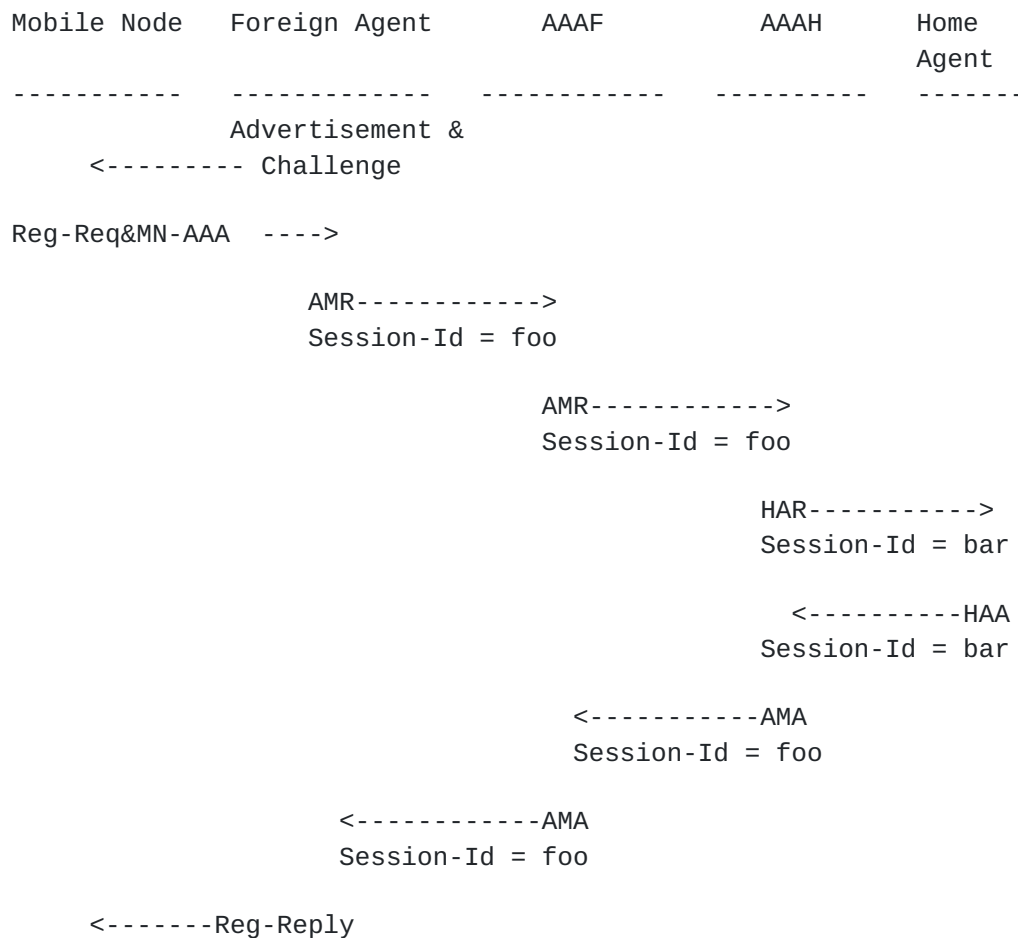 Mobile Node   Foreign Agent       AAAF          AAAH      Home
                                                          Agent
-----------   -------------   ------------   ----------   -------
              Advertisement &
     <--------- Challenge
Reg-Req&MN-AAA  ---->
                   AMR------------>
                   Session-Id = foo
                                  AMR------------>
                                  Session-Id = foo
                                                HAR----------->
                                                Session-Id = bar
                                                  <----------HAA
                                                Session-Id = bar
                                    <-----------AMA
                                    Session-Id = foo
                     <------------AMA
                     Session-Id = foo
     <-------Reg-Reply